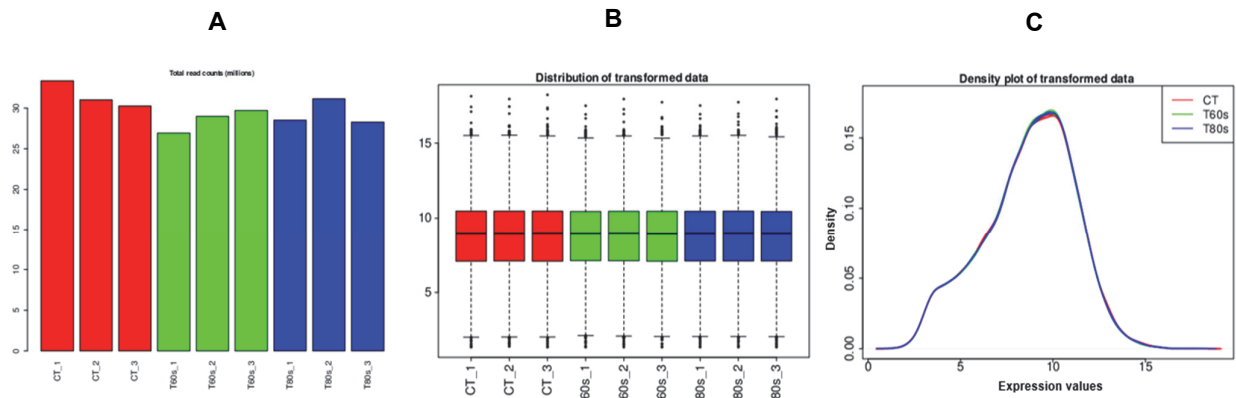 A
B
C
Total read counts (millions)
0
5
10
15
20
25
30
CT_1
CT_2
CT_3
T60s_1
T60s_2
T60s_3
T80s_1
T80s_2
T80s_3
Distribution of transformed data
15
10
5
CT_1
CT_2
CT_3
60s_1
60s_2
60s_3
80s_1
80s_2
80s_3
Density plot of transformed data
CT
T60s
T80s
Density
0.15
0.10
0.05
0.00
0
5
10
15
Expression values